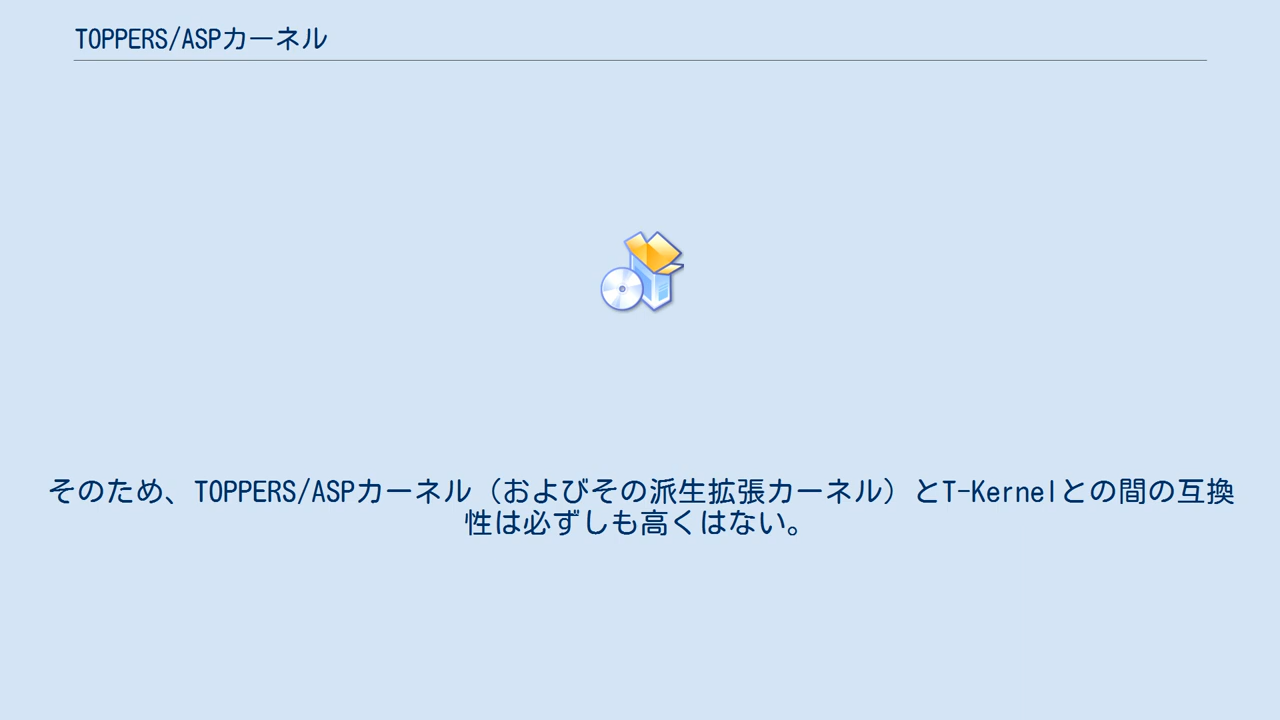 TOPPERS/ASPカーネル
そのため、TOPPERS/ASPカーネル（およびその派生拡張カーネル）とT-Kernelとの間の互換
性は必ずしも高くはない。